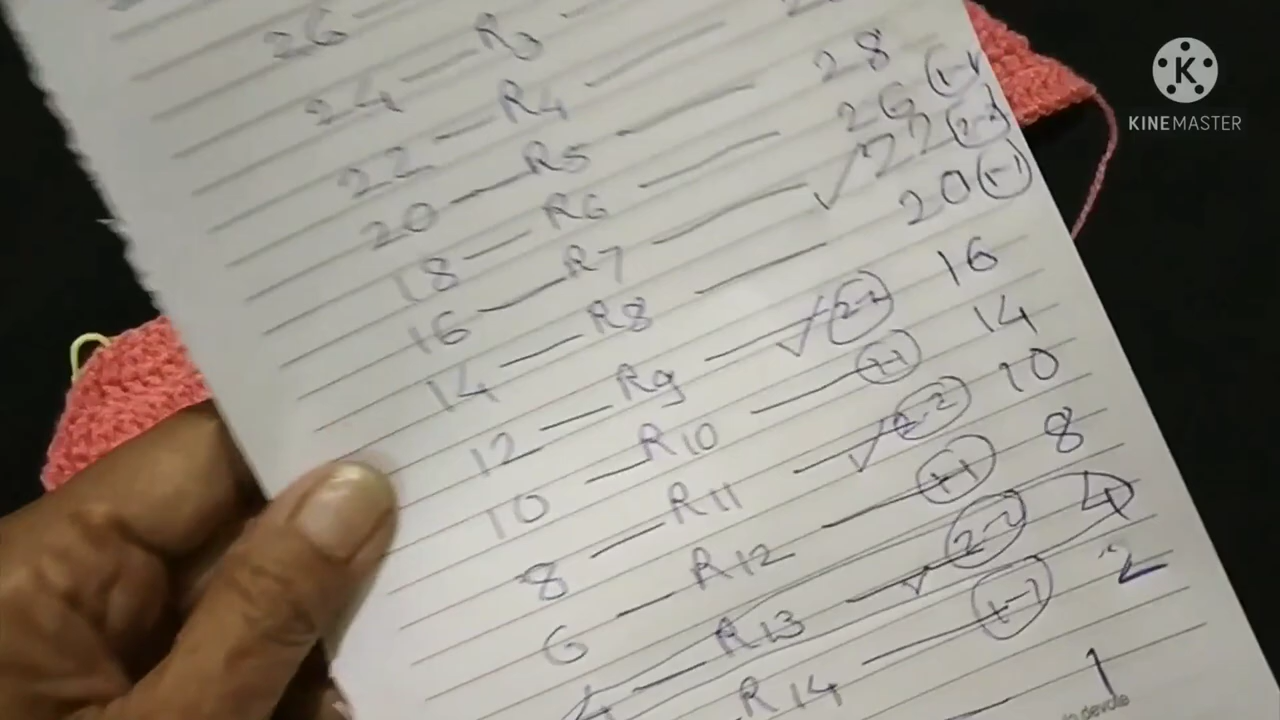 KINEMASTER
26 —
24 — R3 —
22 — R4 —
20 — R5 — 28
18 — R6 — 26 (1-1)
16 — R7 — ✓ 22 (2-2)
14 — R8 — 20 (1-1)
12 — R9 — ✓ (2-2) 16
10 — R10 — (1-1) 14
8 — R11 — ✓ (2-2) 10
6 — R12 — (1-1) 8
4 — R13 — ✓ (2-2) 4
R14 — (1-1) 2
1